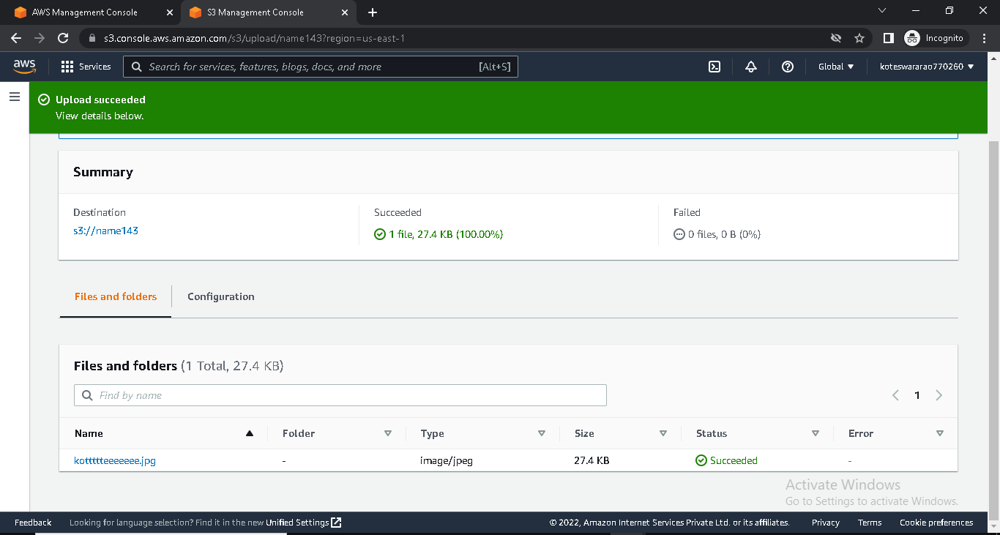 AWS Management Console
S3 Management Console
s3.console.aws.amazon.com/s3/upload/name143?region=us-east-1
Incognito
aws
Services
Search for services, features, blogs, docs, and more
[Alt+S]
Global
koteswararao770260
Upload succeeded
View details below.
Summary
Destination
s3://name143
Succeeded
1 file, 27.4 KB (100.00%)
Failed
0 files, 0 B (0%)
Files and folders
Configuration
Files and folders (1 Total, 27.4 KB)
Find by name
1
Name Folder Type Size Status Error
kottttteeeeeee.jpg - image/jpeg 27.4 KB Succeeded -
Activate Windows
Go to Settings to activate Windows.
Feedback Looking for language selection? Find it in the new Unified Settings © 2022, Amazon Internet Services Private Ltd. or its affiliates. Privacy Terms Cookie preferences